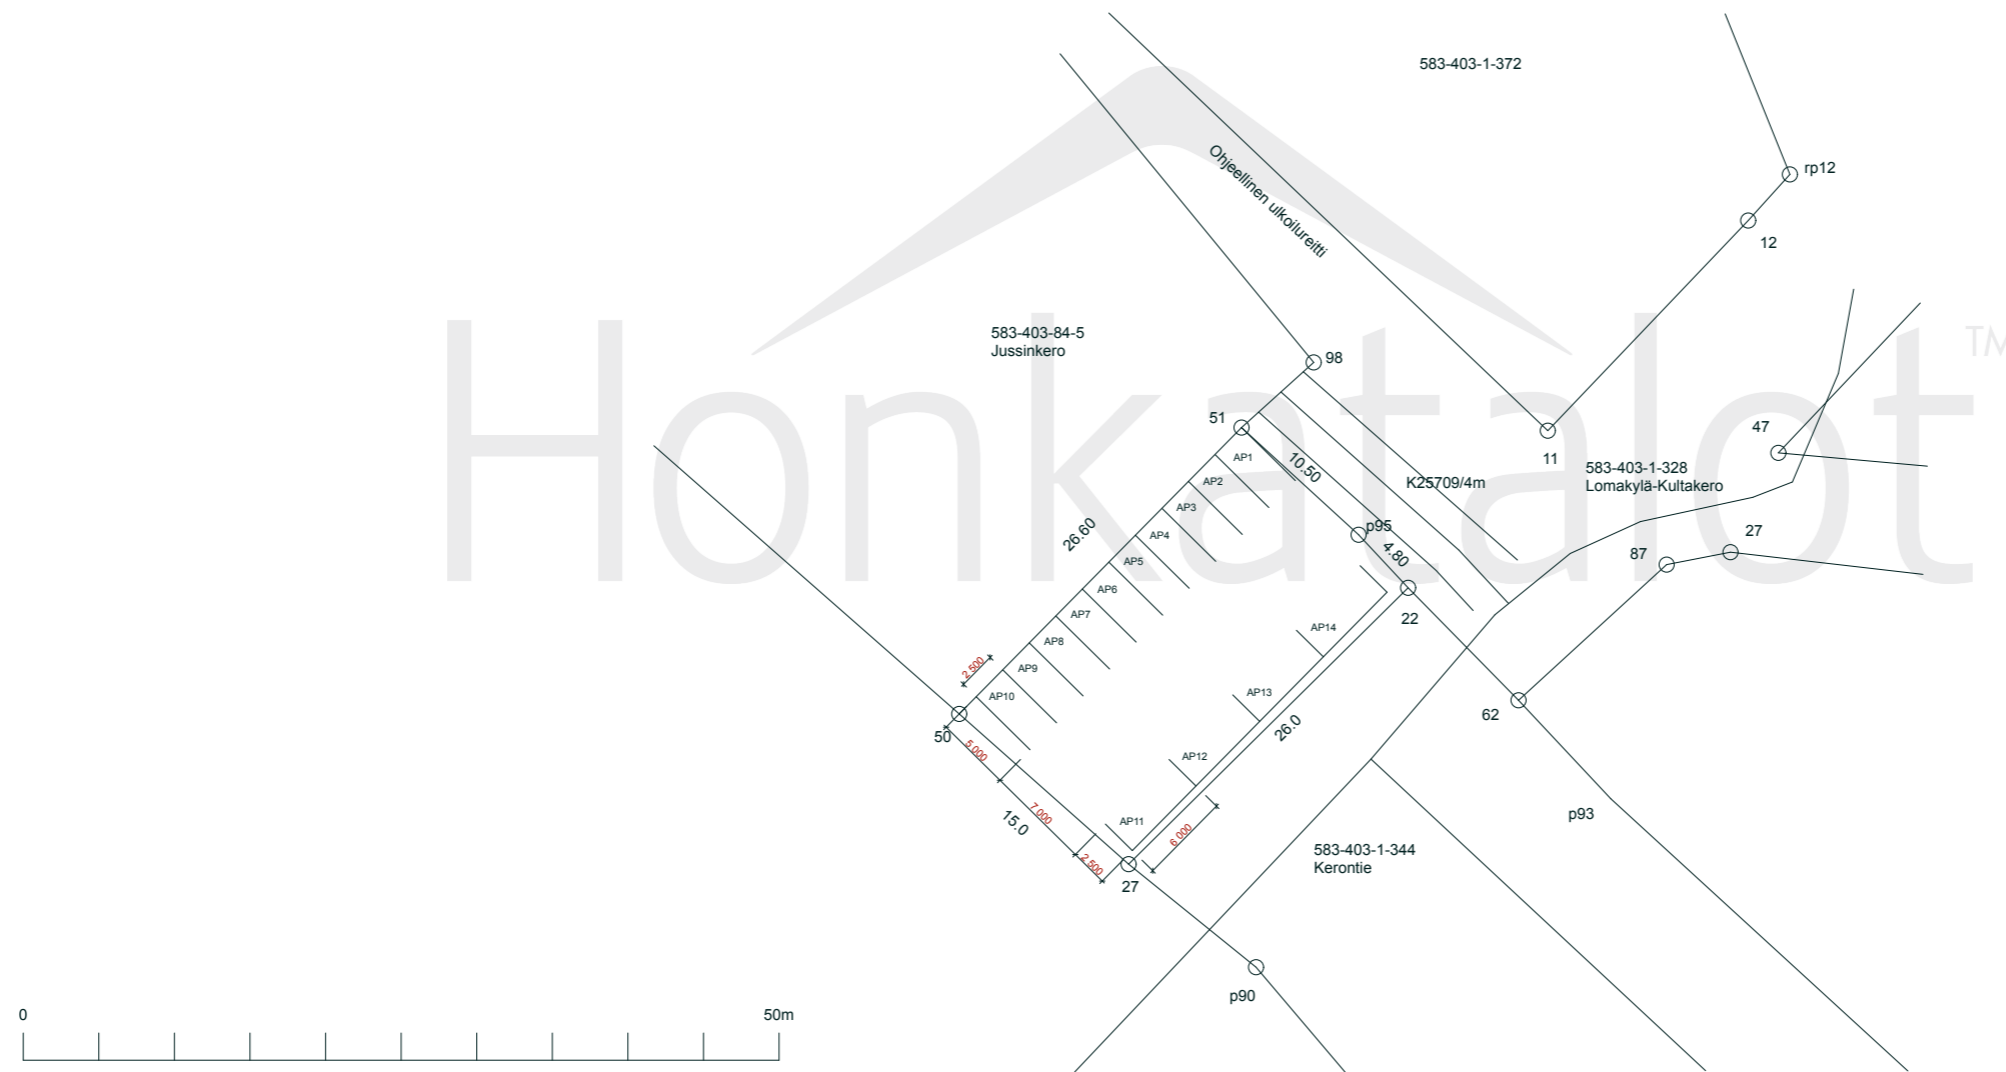 583-403-1-372
rp12
Ohjeellinen ulkoilureitti
12
583-403-84-5
Jussinkero
98
Honkatalot™
51
47
11
AP1
10.50
583-403-1-328
Lomakylä-Kultakero
K25709/4m
AP2
AP3
26.60
p95
AP4
27
4.80
87
AP5
AP6
AP7
22
AP14
AP8
2 500
AP9
AP13
AP10
62
26.0
50
5 000
AP12
7 000
p93
15.0
AP11
6 000
583-403-1-344
Kerontie
2 500
27
p90
0
50m